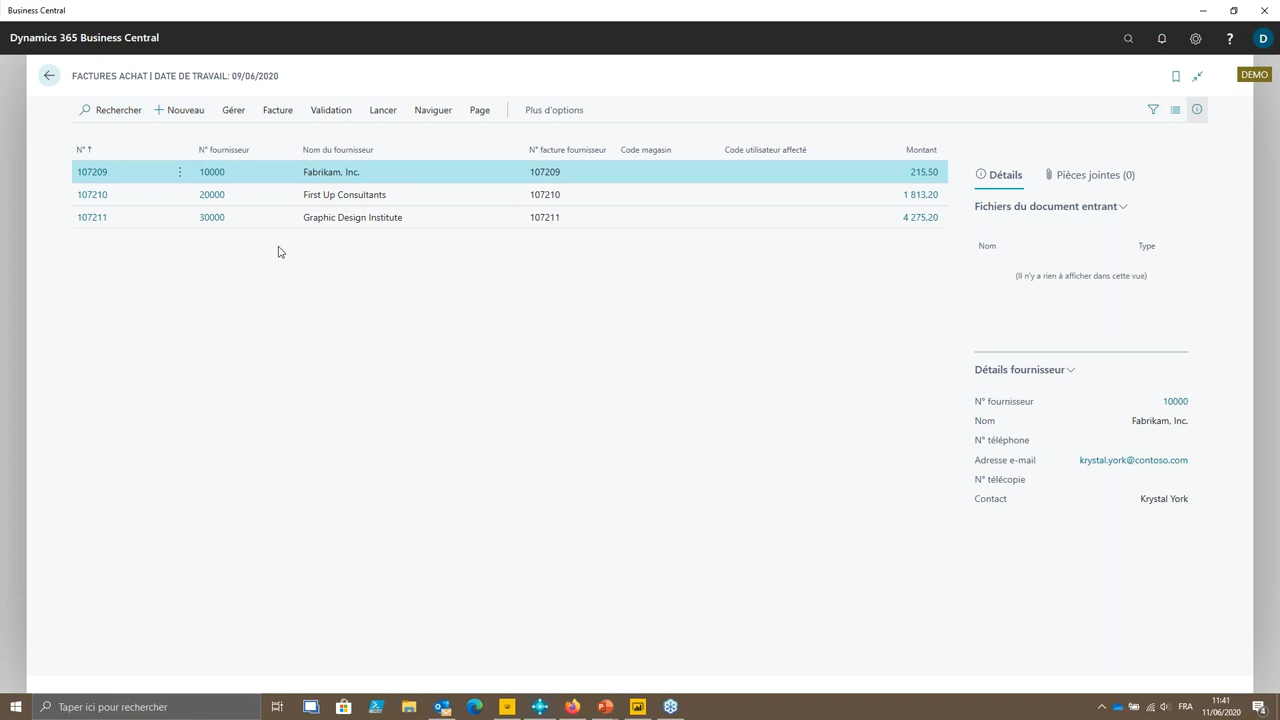 Business Central
Dynamics 365 Business Central
D
FACTURES ACHAT | DATE DE TRAVAIL: 09/06/2020
DEMO
Rechercher Nouveau Gérer Facture Validation Lancer Naviguer Page Plus d'options
N° ↑ N° fournisseur Nom du fournisseur N° facture fournisseur Code magasin Code utilisateur affecté Montant
107209 10000 Fabrikam, Inc. 107209 215,50
107210 20000 First Up Consultants 107210 1 813,20
107211 30000 Graphic Design Institute 107211 4 275,20
Détails Pièces jointes (0)
Fichiers du document entrant
Nom Type
(Il n'y a rien à afficher dans cette vue)
Détails fournisseur
N° fournisseur 10000
Nom Fabrikam, Inc.
N° téléphone
Adresse e-mail krystal.york@contoso.com
N° télécopie
Contact Krystal York
Taper ici pour rechercher
FRA
11:41
11/06/2020
4